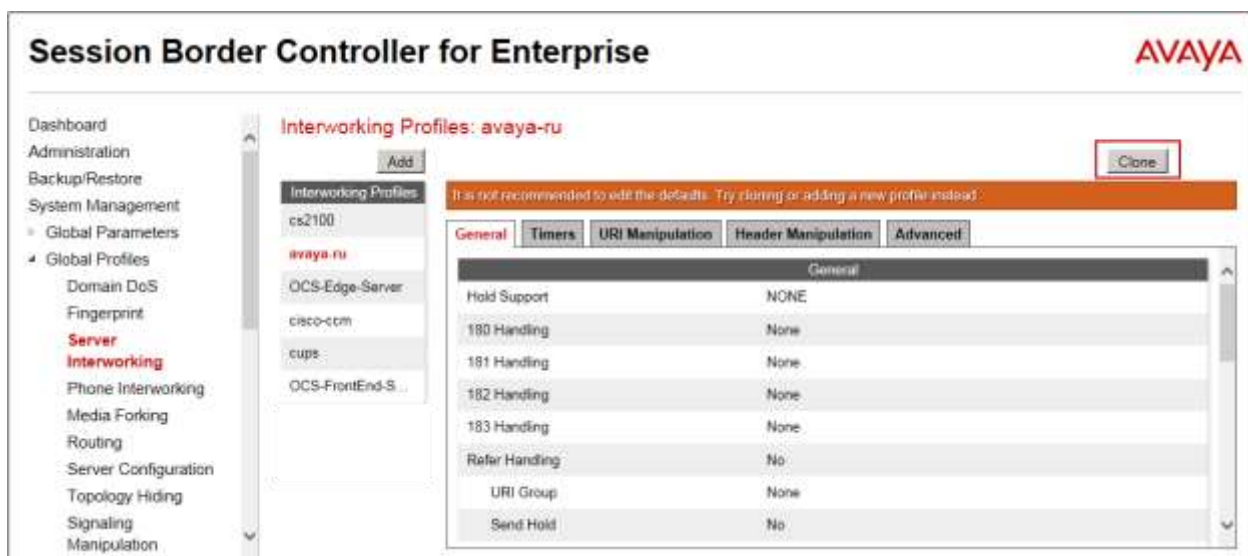 Session Border Controller for Enterprise
AVAYA
Dashboard
Administration
Backup/Restore
System Management
Global Parameters
Global Profiles
Domain DoS
Fingerprint
Server
Interworking
Phone Interworking
Media Forking
Routing
Server Configuration
Topology Hiding
Signaling
Manipulation
Interworking Profiles: avaya-ru
Add
Clone
Interworking Profiles
cs2100
avaya-ru
OCS-Edge-Server
cisco-ccm
cups
OCS-FrontEnd-S...
It is not recommended to edit the defaults. Try cloning or adding a new profile instead.
General Timers URI Manipulation Header Manipulation Advanced
General
Hold Support NONE
180 Handling None
181 Handling None
182 Handling None
183 Handling None
Refer Handling No
URI Group None
Send Hold No